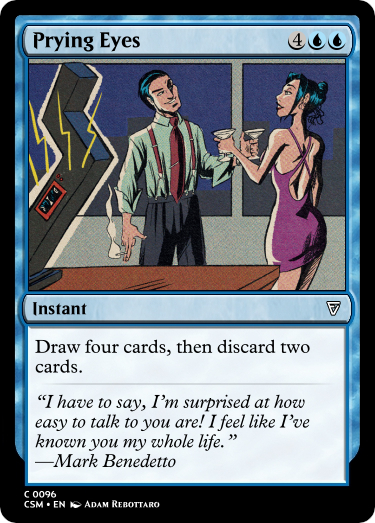 Prying Eyes 4
Instant
Draw four cards, then discard two
cards.
“I have to say, I’m surprised at how
easy to talk to you are! I feel like I’ve
known you my whole life.”
—Mark Benedetto
C 0096
CSM • EN ADAM REBOTTARO